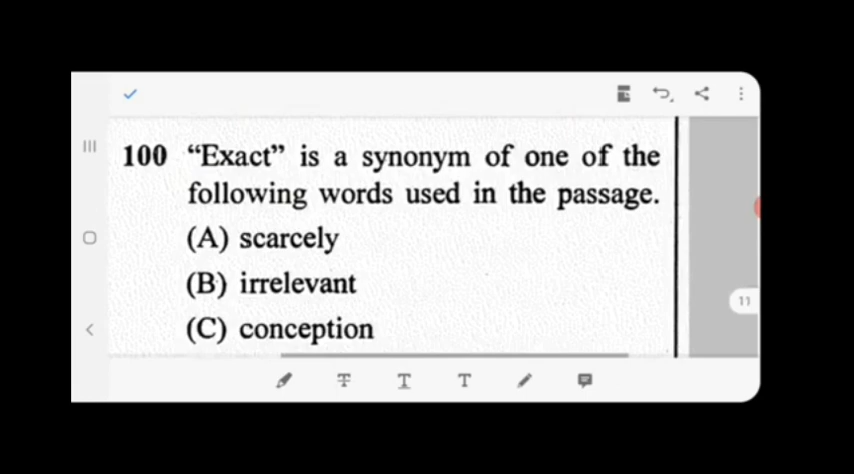 100 “Exact” is a synonym of one of the
following words used in the passage.
(A) scarcely
(B) irrelevant
(C) conception
11
T
T
T